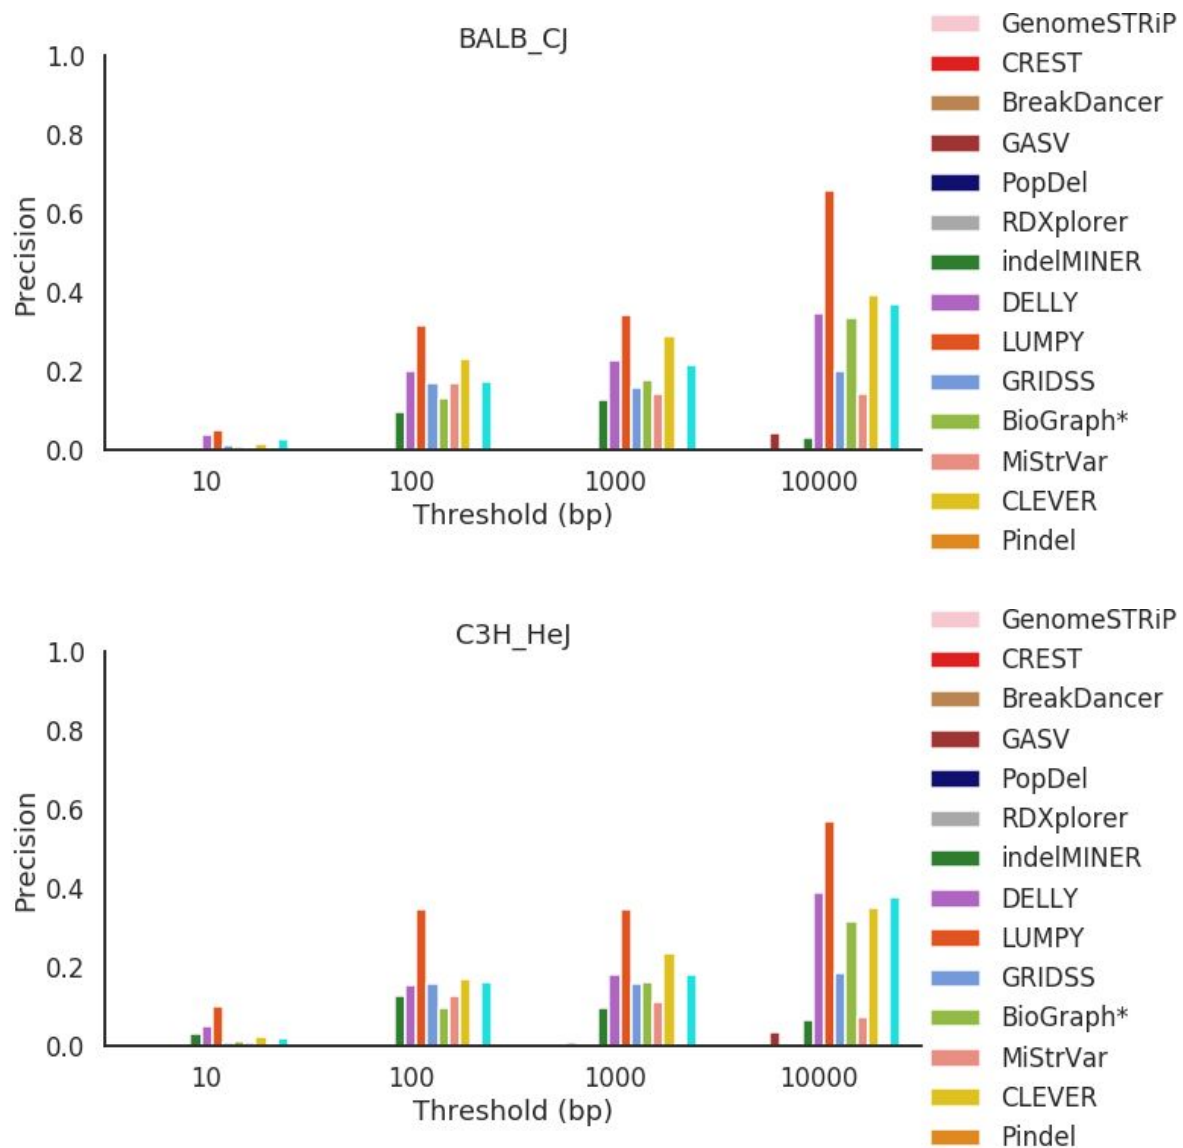 BALB_CJ
1.0
0.8
0.6
0.4
0.2
0.0
Precision
10
100
1000
10000
Threshold (bp)
GenomeSTRiP
CREST
BreakDancer
GASV
PopDel
RDXplorer
indelMINER
DELLY
LUMPY
GRIDSS
BioGraph*
MiStrVar
CLEVER
Pindel
C3H_HeJ
1.0
0.8
0.6
0.4
0.2
0.0
Precision
10
100
1000
10000
Threshold (bp)
GenomeSTRiP
CREST
BreakDancer
GASV
PopDel
RDXplorer
indelMINER
DELLY
LUMPY
GRIDSS
BioGraph*
MiStrVar
CLEVER
Pindel